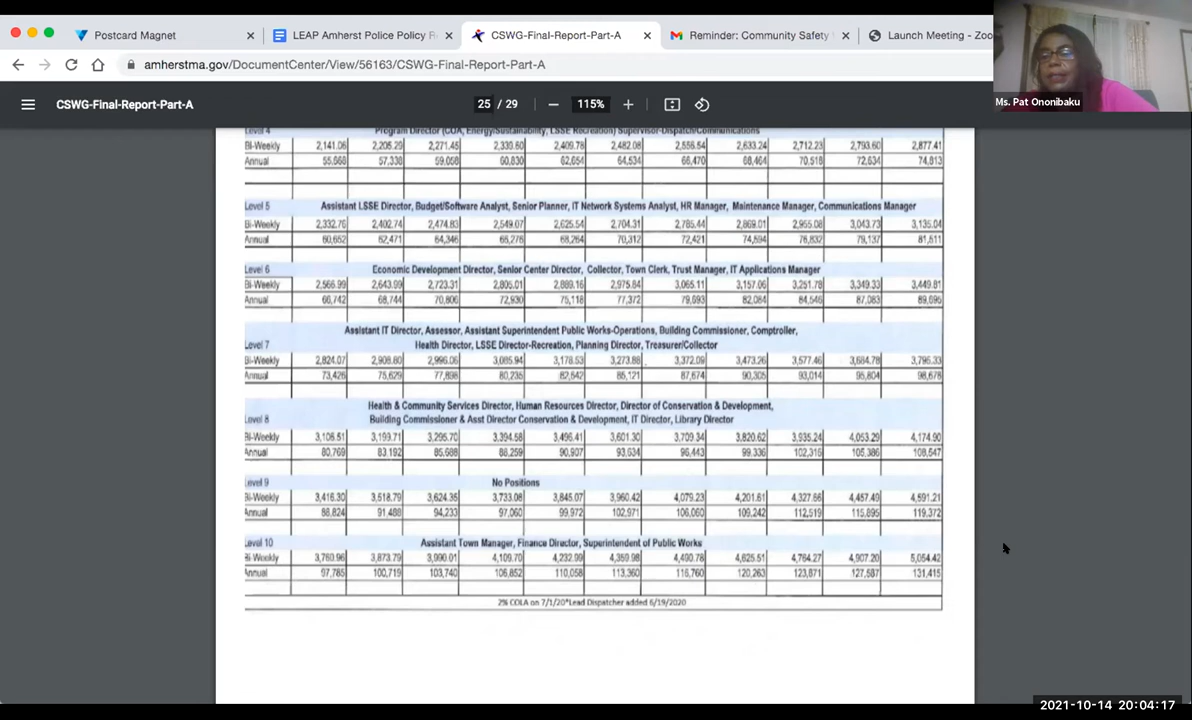 Postcard Magnet
LEAP Amherst Police Policy R
CSWG-Final-Report-Part-A
Reminder: Community Safety
Launch Meeting - Zoo
amherstma.gov/DocumentCenter/View/56163/CSWG-Final-Report-Part-A
CSWG-Final-Report-Part-A
25 / 29
115%
Ms. Pat Ononibaku
Level 4 Program Director (COA, Energy/Sustainability, LSSE Recreation) Supervisor-Dispatch/Communications
Bi-Weekly 2,141.06 2,205.29 2,271.45 2,339.60 2,409.78 2,482.08 2,556.54 2,633.24 2,712.23 2,793.60 2,877.41
Annual 55,668 57,338 59,058 60,830 62,654 64,534 66,470 68,464 70,518 72,634 74,813
Level 5 Assistant LSSE Director, Budget/Software Analyst, Senior Planner, IT Network Systems Analyst, HR Manager, Maintenance Manager, Communications Manager
Bi-Weekly 2,332.76 2,402.74 2,474.83 2,549.07 2,625.54 2,704.31 2,785.44 2,869.01 2,955.08 3,043.73 3,135.04
Annual 60,652 62,471 64,346 66,276 68,264 70,312 72,421 74,594 76,832 79,137 81,511
Level 6 Economic Development Director, Senior Center Director, Collector, Town Clerk, Trust Manager, IT Applications Manager
Bi-Weekly 2,566.99 2,643.99 2,723.31 2,805.01 2,889.16 2,975.84 3,065.11 3,157.06 3,251.78 3,349.33 3,449.81
Annual 66,742 68,744 70,806 72,930 75,118 77,372 79,693 82,084 84,546 87,083 89,695
Assistant IT Director, Assessor, Assistant Superintendent Public Works-Operations, Building Commissioner, Comptroller,
Level 7 Health Director, LSSE Director-Recreation, Planning Director, Treasurer/Collector
Bi-Weekly 2,824.07 2,908.80 2,996.06 3,085.94 3,178.53 3,273.88 3,372.09 3,473.26 3,577.46 3,684.78 3,795.33
Annual 73,426 75,629 77,898 80,235 82,642 85,121 87,674 90,305 93,014 95,804 98,678
Health & Community Services Director, Human Resources Director, Director of Conservation & Development,
Level 8 Building Commissioner & Asst Director Conservation & Development, IT Director, Library Director
Bi-Weekly 3,106.51 3,199.71 3,295.70 3,394.58 3,496.41 3,601.30 3,709.34 3,820.62 3,935.24 4,053.29 4,174.90
Annual 80,769 83,192 85,688 88,259 90,907 93,634 96,443 99,336 102,316 105,386 108,547
Level 9 No Positions
Bi-Weekly 3,416.30 3,518.79 3,624.35 3,733.08 3,845.07 3,960.42 4,079.23 4,201.61 4,327.66 4,457.49 4,591.21
Annual 88,824 91,488 94,233 97,060 99,972 102,971 106,060 109,242 112,519 115,895 119,372
Level 10 Assistant Town Manager, Finance Director, Superintendent of Public Works
Bi-Weekly 3,760.96 3,873.79 3,990.01 4,109.70 4,232.99 4,359.98 4,490.78 4,625.51 4,764.27 4,907.20 5,054.42
Annual 97,785 100,719 103,740 106,852 110,058 113,360 116,760 120,263 123,871 127,587 131,415
2% COLA on 7/1/20*Lead Dispatcher added 6/19/2020
2021-10-14 20:04:17